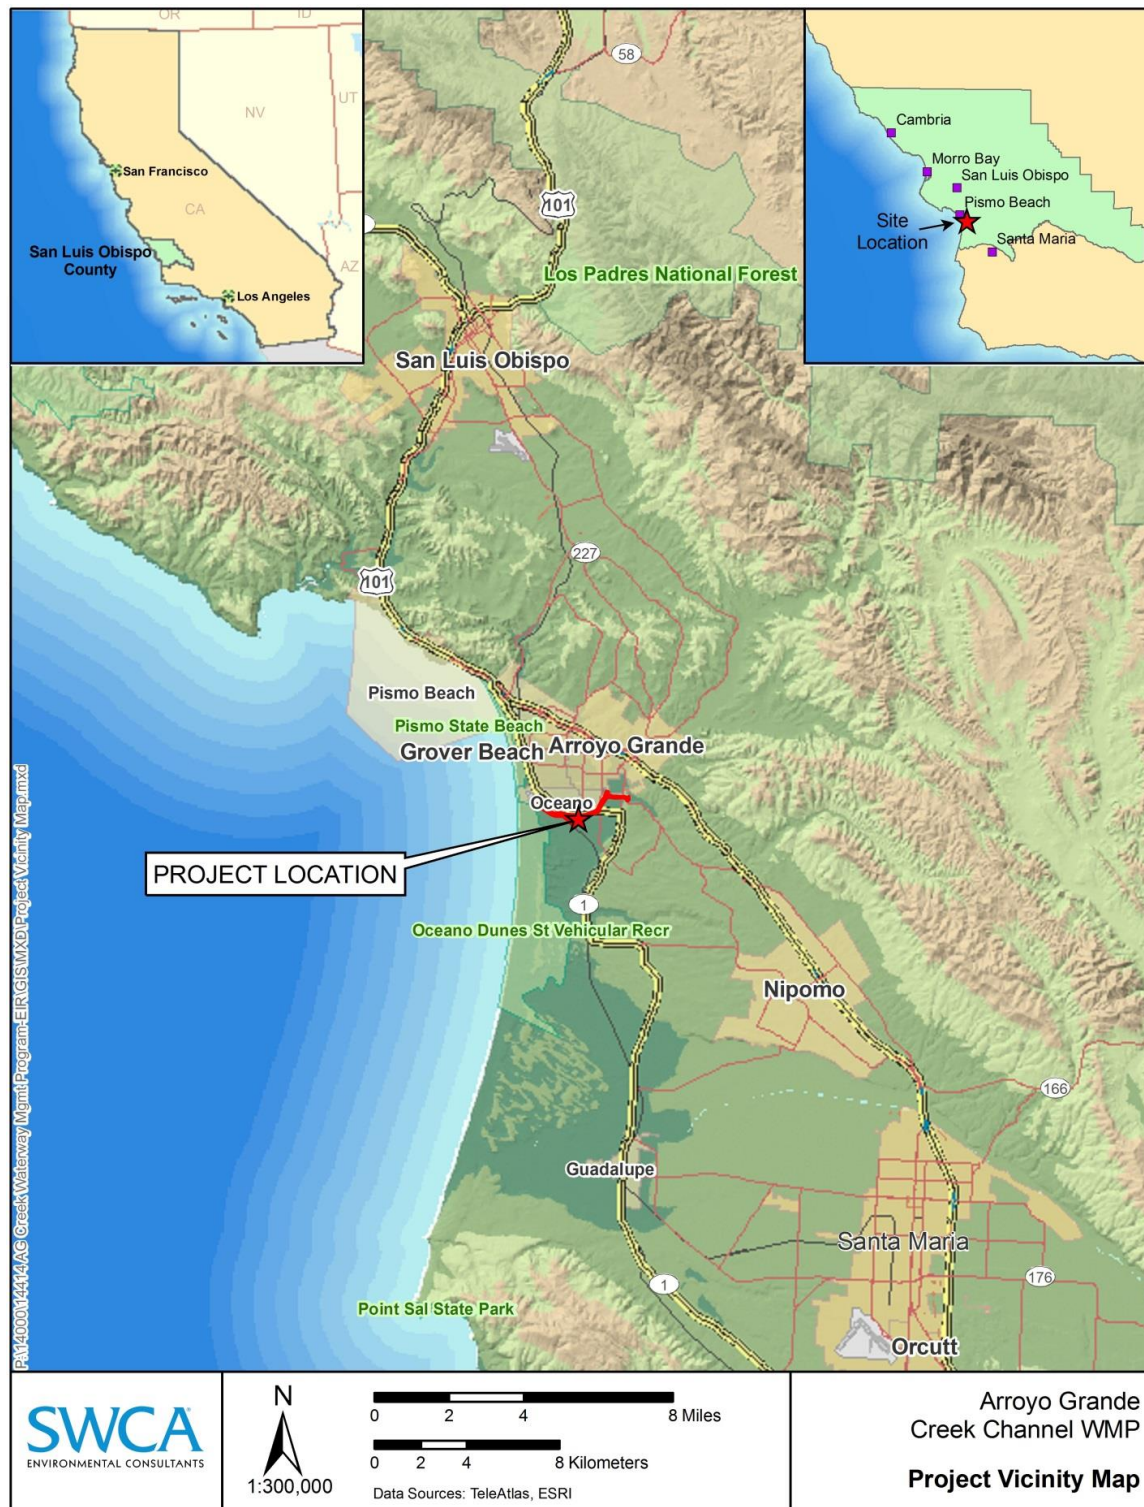 OR
ID
NV
UT
CA
AZ
San Francisco
San Luis Obispo
County
Los Angeles
58
101
Los Padres National Forest
San Luis Obispo
227
101
Pismo Beach
Pismo State Beach
Grover Beach
Arroyo Grande
Oceano
PROJECT LOCATION
1
Oceano Dunes St Vehicular Recr
Nipomo
166
Guadalupe
Santa Maria
176
1
Point Sal State Park
Orcutt
Cambria
Morro Bay
San Luis Obispo
Pismo Beach
Site
Location
Santa Maria
P:\14000\14414 AG Creek Waterway Mgmt Program-EIR\GIS\MXD\Project Vicinity Map.mxd
SWCA
ENVIRONMENTAL CONSULTANTS
N
1:300,000
0 2 4 8 Miles
0 2 4 8 Kilometers
Data Sources: TeleAtlas, ESRI
Arroyo Grande
Creek Channel WMP
Project Vicinity Map